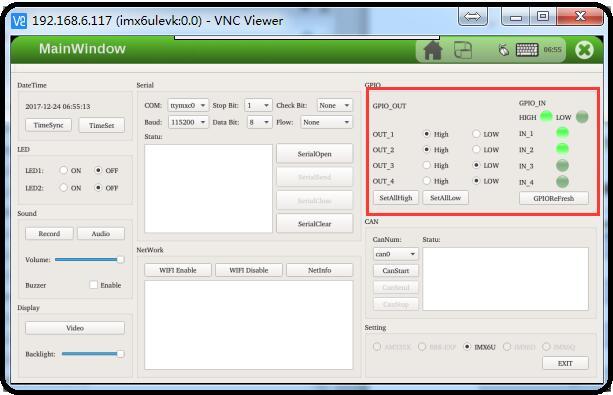 192.168.6.117 (imx6ulevk:0.0) - VNC Viewer
MainWindow
06:55
DateTime
2017-12-24 06:55:13
TimeSync TimeSet
LED
LED1: ON OFF
LED2: ON OFF
Sound
Record Audio
Volume:
Buzzer Enable
Display
Video
Backlight:
Serial
COM: ttymxc0 Stop Bit: 1 Check Bit: None
Baud: 115200 Data Bit: 8 Flow: None
Statu:
SerialOpen
SerialSend
SerialClose
SerialClear
NetWork
WIFI Enable WIFI Disable NetInfo
GPIO
GPIO_OUT
OUT_1 High LOW
OUT_2 High LOW
OUT_3 High LOW
OUT_4 High LOW
SetAllHigh SetAllLow
GPIO_IN
HIGH LOW
IN_1
IN_2
IN_3
IN_4
GPIOReFresh
CAN
CanNum: Statu:
can0
CanStart
CanSend
CanStop
Setting
AM335X BBB-EXP IMX6U IMX6D IMX6Q
EXIT